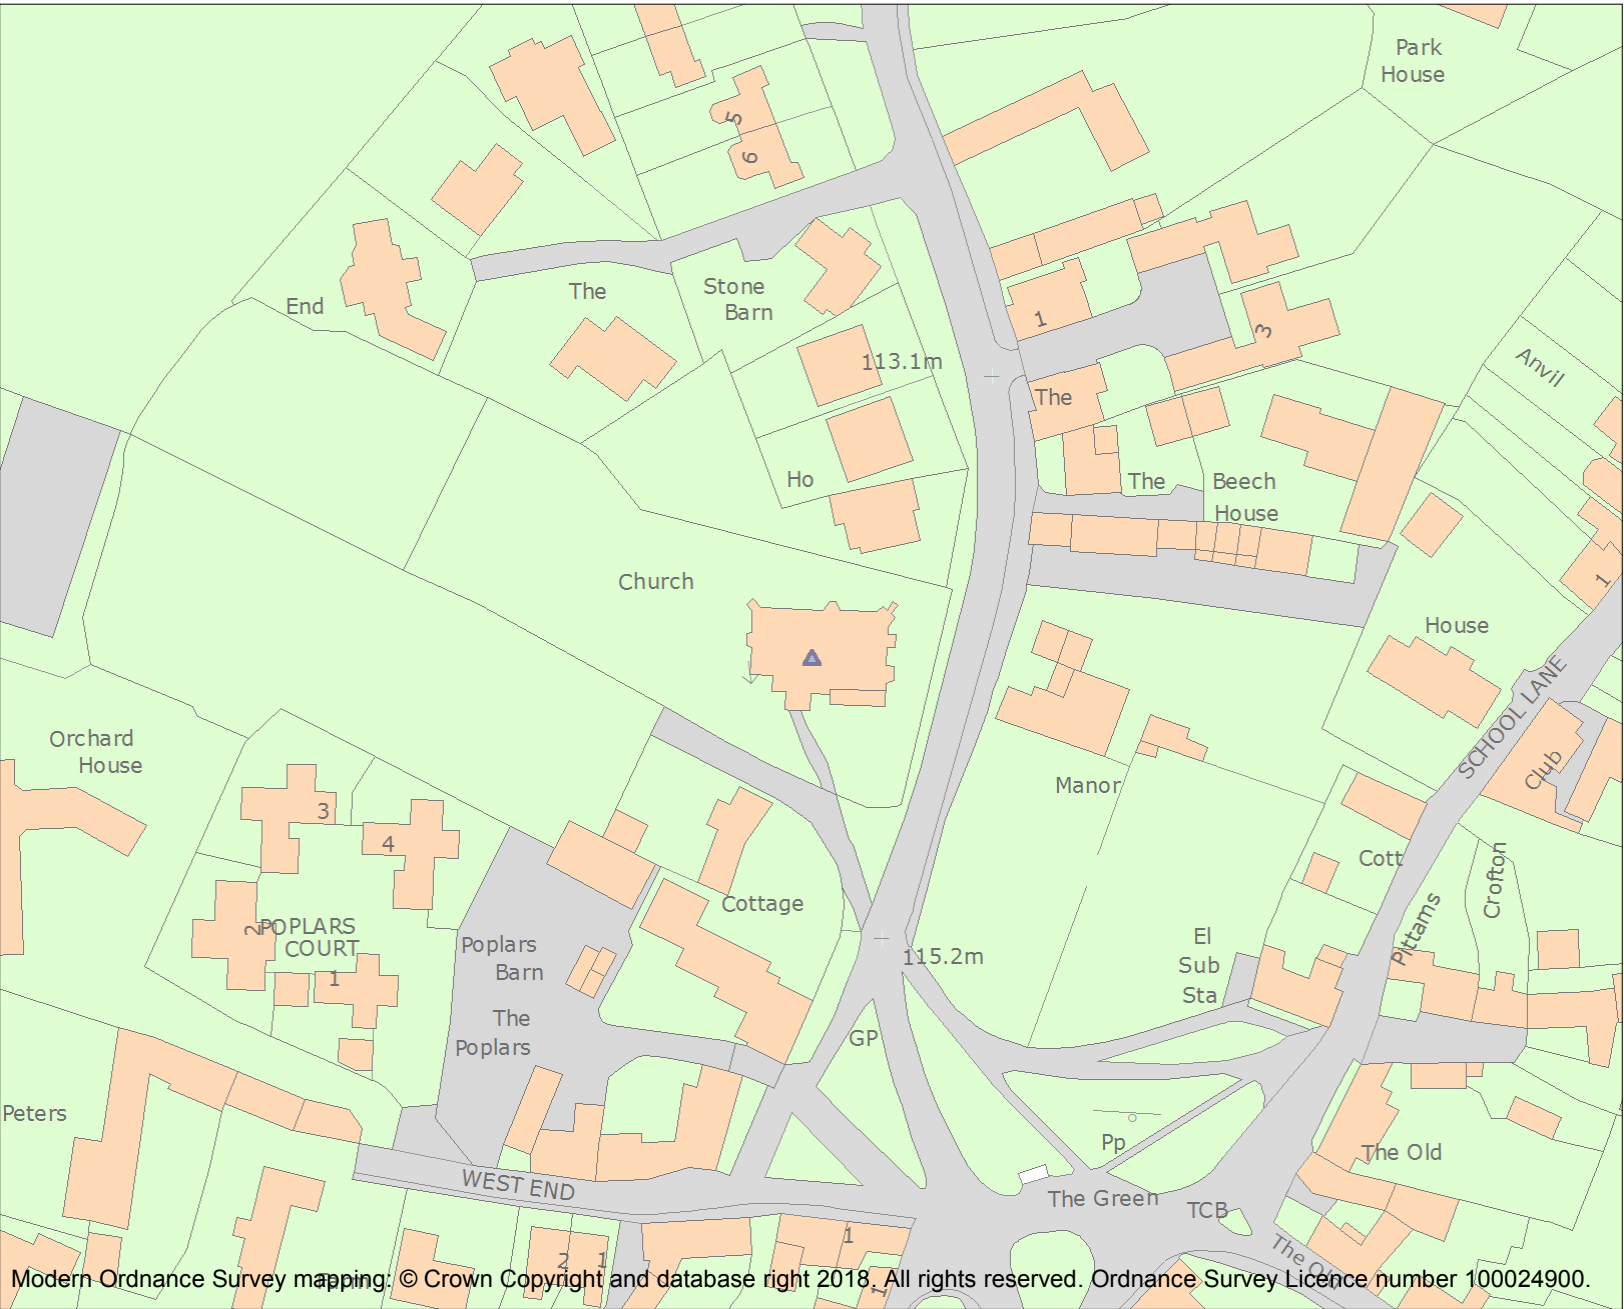 Park
House
5
6
End
The
Stone
Barn
1
3
113.1m
The
Anvil
Ho
The
Beech
House
Church
1
House
SCHOOL LANE
Club
Orchard
House
Manor
3
4
Cott
Crofton
Pittams
2
POPLARS
COURT
1
Cottage
Poplars
Barn
115.2m
El
Sub
Sta
The
Poplars
GP
Peters
Pp
The Old
WEST END
The Green
TCB
1
2
1
The Old
Farm
1
Modern Ordnance Survey mapping: © Crown Copyright and database right 2018. All rights reserved. Ordnance Survey Licence number 100024900.